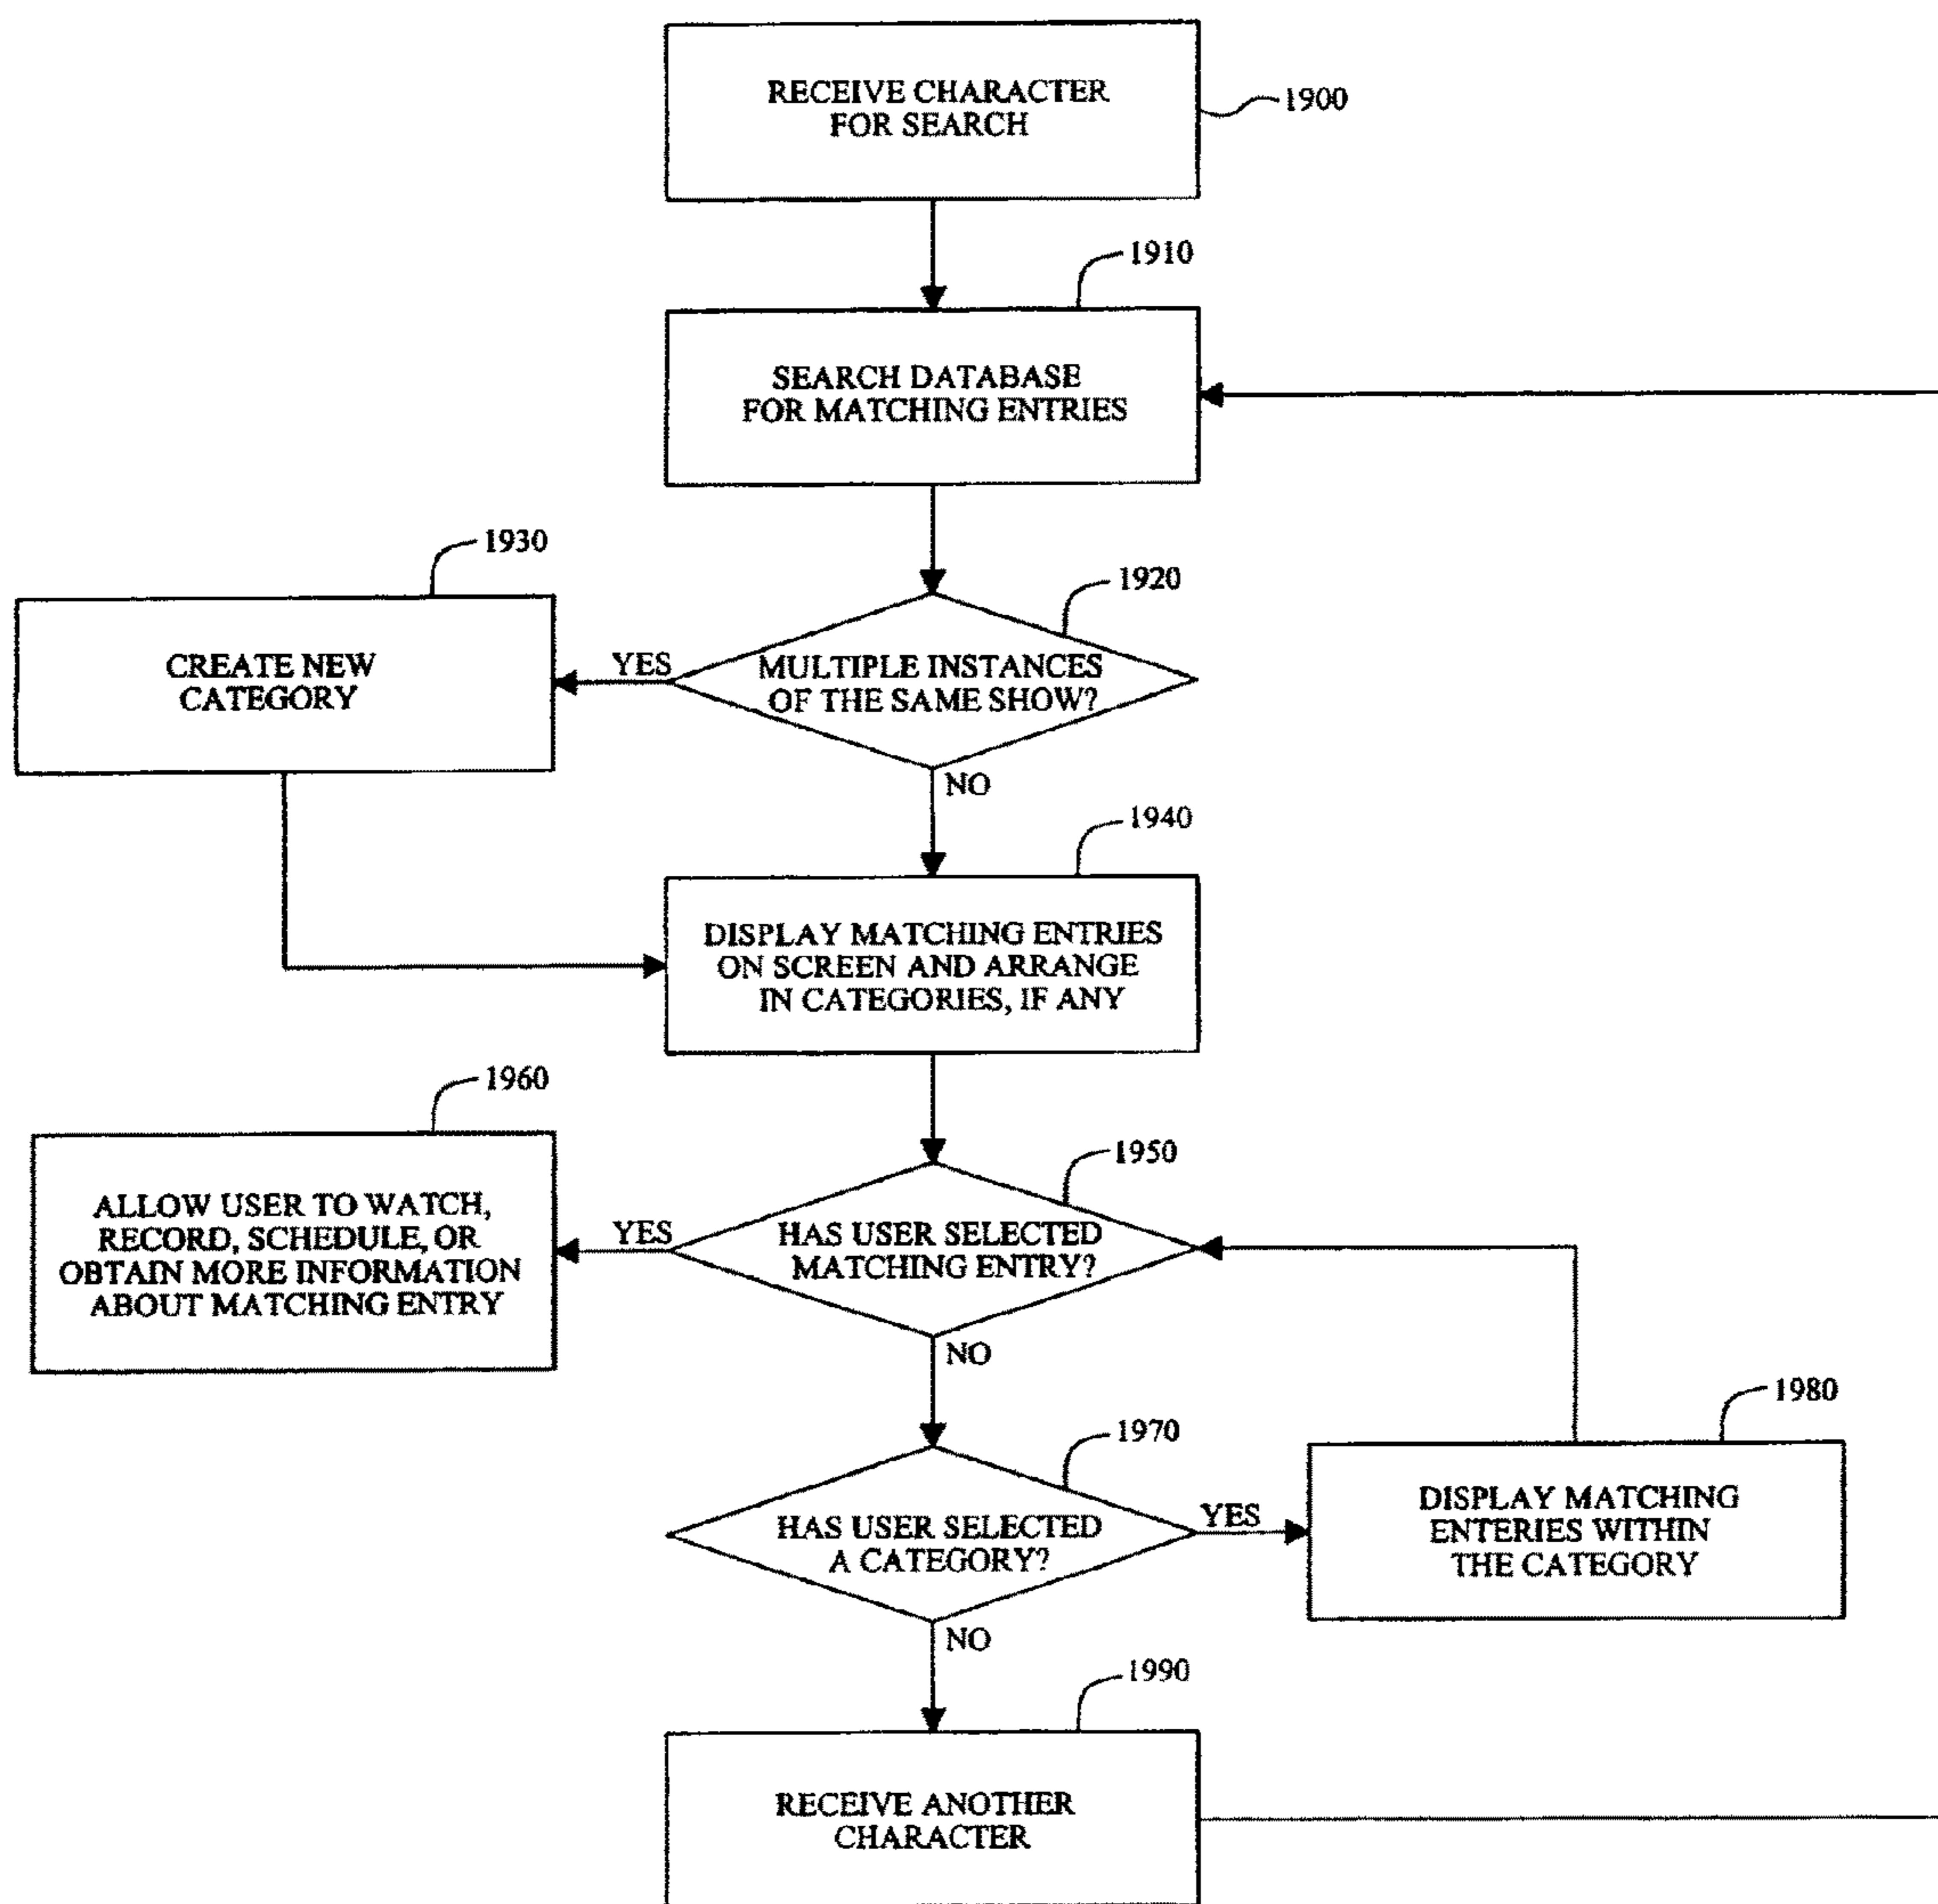 RECEIVE CHARACTER
FOR SEARCH
1900
1910
SEARCH DATABASE
FOR MATCHING ENTRIES
1930
1920
CREATE NEW
CATEGORY
YES
MULTIPLE INSTANCES
OF THE SAME SHOW?
NO
1940
DISPLAY MATCHING ENTRIES
ON SCREEN AND ARRANGE
IN CATEGORIES, IF ANY
1960
1950
ALLOW USER TO WATCH,
RECORD, SCHEDULE, OR
OBTAIN MORE INFORMATION
ABOUT MATCHING ENTRY
YES
HAS USER SELECTED
MATCHING ENTRY?
NO
1970
1980
HAS USER SELECTED
A CATEGORY?
YES
DISPLAY MATCHING
ENTERIES WITHIN
THE CATEGORY
NO
1990
RECEIVE ANOTHER
CHARACTER